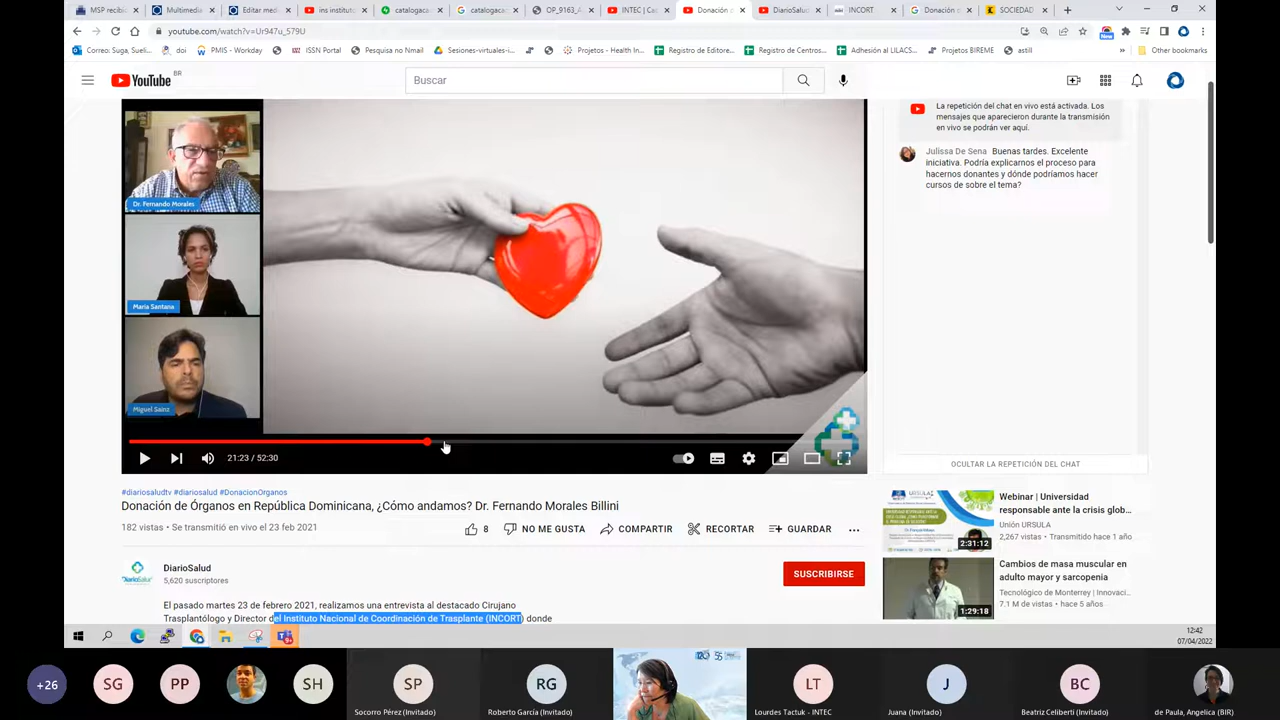 MSP recibic
Multimedia
Editar med
ins institut
catalogaca
catalogacac
OP_9163_A
INTEC | Ca
Donación d
DiarioSalud
INCORT.
Donación
SOCIEDAD
youtube.com/watch?v=Ur947u_579U
New
Correo: Suga, Sueli...
doi
PMIS - Workday
ISSN Portal
Pesquisa no Nmail
Sesiones-virtuales-i...
Projetos - Health In...
Registro de Editore...
Registro de Centros...
Adhesión al LILACS...
Projetos BIREME
astill
»
Other bookmarks
YouTube BR
Buscar
La repetición del chat en vivo está activada. Los
mensajes que aparecieron durante la transmisión
en vivo se podrán ver aquí.
Julissa De Sena Buenas tardes. Excelente
iniciativa. Podría explicarnos el proceso para
hacernos donantes y dónde podríamos hacer
cursos de sobre el tema?
Dr. Fernando Morales
Maria Santana
Miguel Sainz
21:23 / 52:30
OCULTAR LA REPETICIÓN DEL CHAT
#diariosaludtv #diariosalud #DonacionOrganos
Donación de Órganos en República Dominicana, ¿Cómo andamos? Dr. Fernando Morales Billini
182 vistas • Se transmitió en vivo el 23 feb 2021
8
NO ME GUSTA
COMPARTIR
RECORTAR
GUARDAR
...
DiarioSalud
5,620 suscriptores
SUSCRIBIRSE
El pasado martes 23 de febrero 2021, realizamos una entrevista al destacado Cirujano
Trasplantólogo y Director del Instituto Nacional de Coordinación de Trasplante (INCORT) donde
Webinar | Universidad
responsable ante la crisis glob...
Unión URSULA
2,267 vistas • Transmitido hace 1 año
2:31:12
Cambios de masa muscular en
adulto mayor y sarcopenia
Tecnológico de Monterrey | Innovaci...
7.1 M de vistas • hace 5 años
1:29:18
12:42
07/04/2022
+26
SG
PP
SH
SP
Socorro Pérez (Invitado)
RG
Roberto García (Invitado)
LT
Lourdes Tactuk - INTEC
J
Juana (Invitado)
BC
Beatriz Celiberti (Invitado)
de Paula, Angelica (BIR)